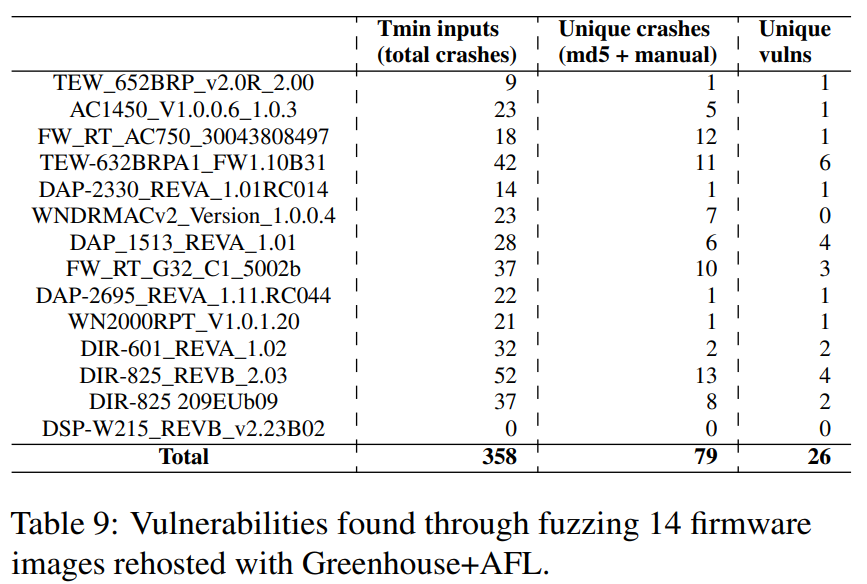 Tmin inputs Unique crashes Unique
(total crashes) (md5 + manual) vulns
TEW_652BRP_v2.0R_2.00 9 1 1
AC1450_V1.0.0.6_1.0.3 23 5 1
FW_RT_AC750_30043808497 18 12 1
TEW-632BRPA1_FW1.10B31 42 11 6
DAP-2330_REVA_1.01RC014 14 1 1
WNDRMACv2_Version_1.0.0.4 23 7 0
DAP_1513_REVA_1.01 28 6 4
FW_RT_G32_C1_5002b 37 10 3
DAP-2695_REVA_1.11.RC044 22 1 1
WN2000RPT_V1.0.1.20 21 1 1
DIR-601_REVA_1.02 32 2 2
DIR-825_REVB_2.03 52 13 4
DIR-825 209EUb09 37 8 2
DSP-W215_REVB_v2.23B02 0 0 0
Total 358 79 26
Table 9: Vulnerabilities found through fuzzing 14 firmware
images rehosted with Greenhouse+AFL.